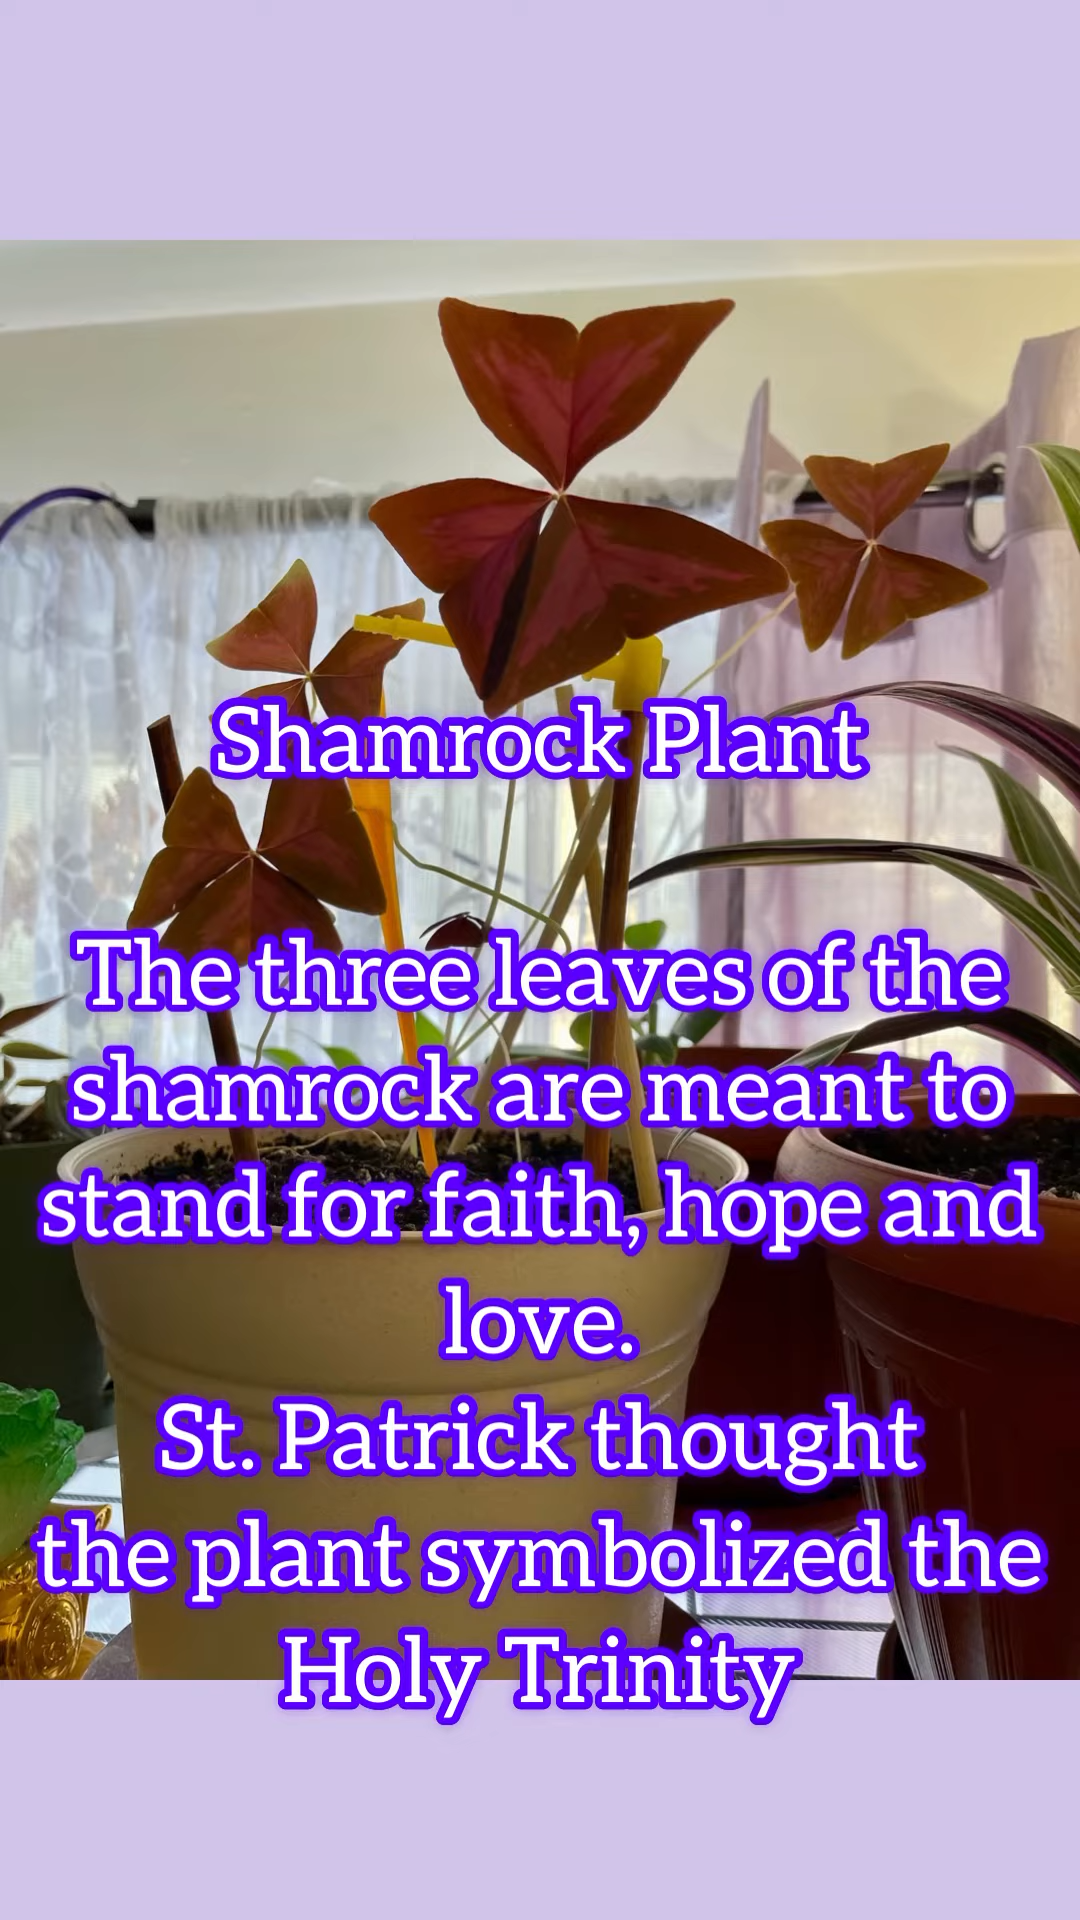 Shamrock Plant
The three leaves of the
shamrock are meant to
stand for faith, hope and
love.
St. Patrick thought
the plant symbolized the
Holy Trinity